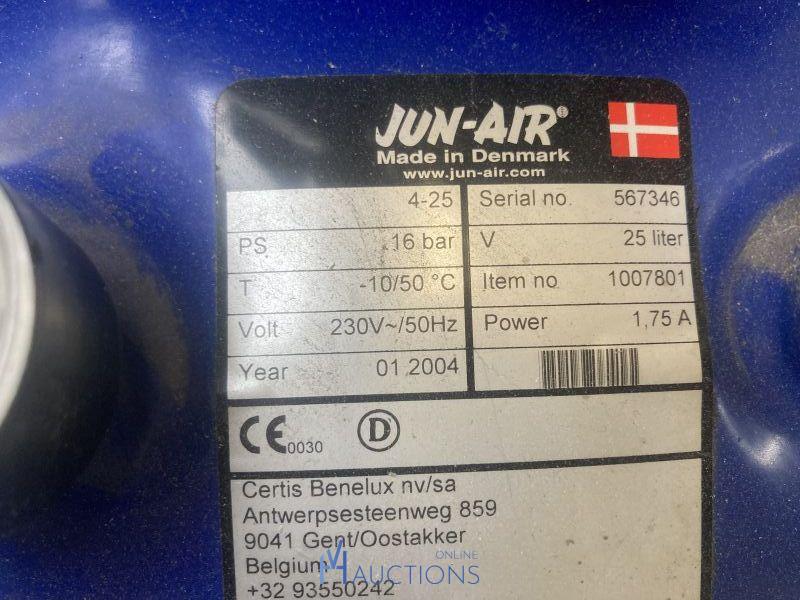 JUN-AIR®
Made in Denmark
www.jun-air.com
4-25 Serial no. 567346
PS 16 bar V 25 liter
T -10/50 °C Item no 1007801
Volt 230V~/50Hz Power 1,75 A
Year 01 2004
CE 0030 D
Certis Benelux nv/sa
Antwerpsesteenweg 859
9041 Gent/Oostakker
Belgium
+32 93550242
ONLINE
AUCTIONS